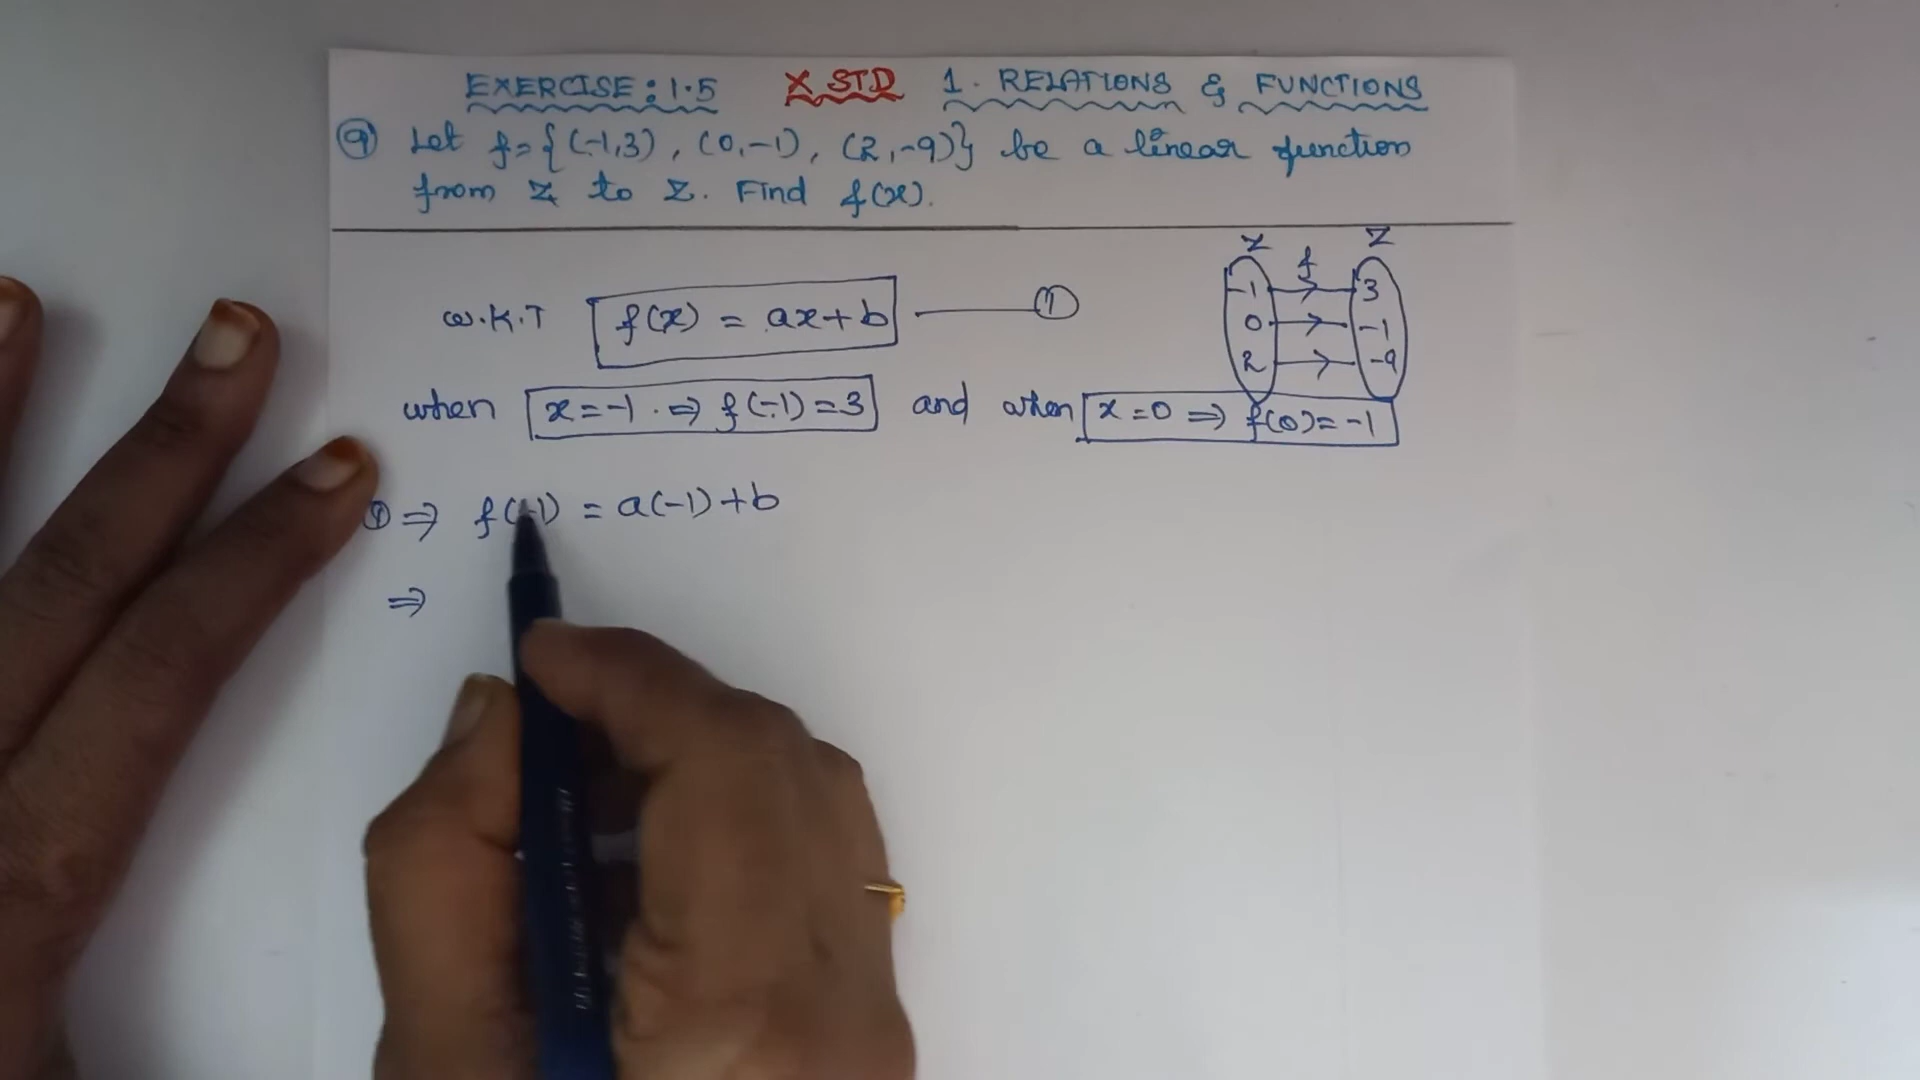 EXERCISE: 1.5 X STD 1. RELATIONS & FUNCTIONS
9 Let f={(-1,3), (0,-1), (2,-9)} be a linear function
from Z to Z. Find f(x).
Z f Z
-1 3
0 -1
2 -9
W.K.T f(x) = ax+b ——— 1
when x=-1 ⇒ f(-1)=3 and when x=0 ⇒ f(0)=-1
1 ⇒ f(-1) = a(-1)+b
⇒